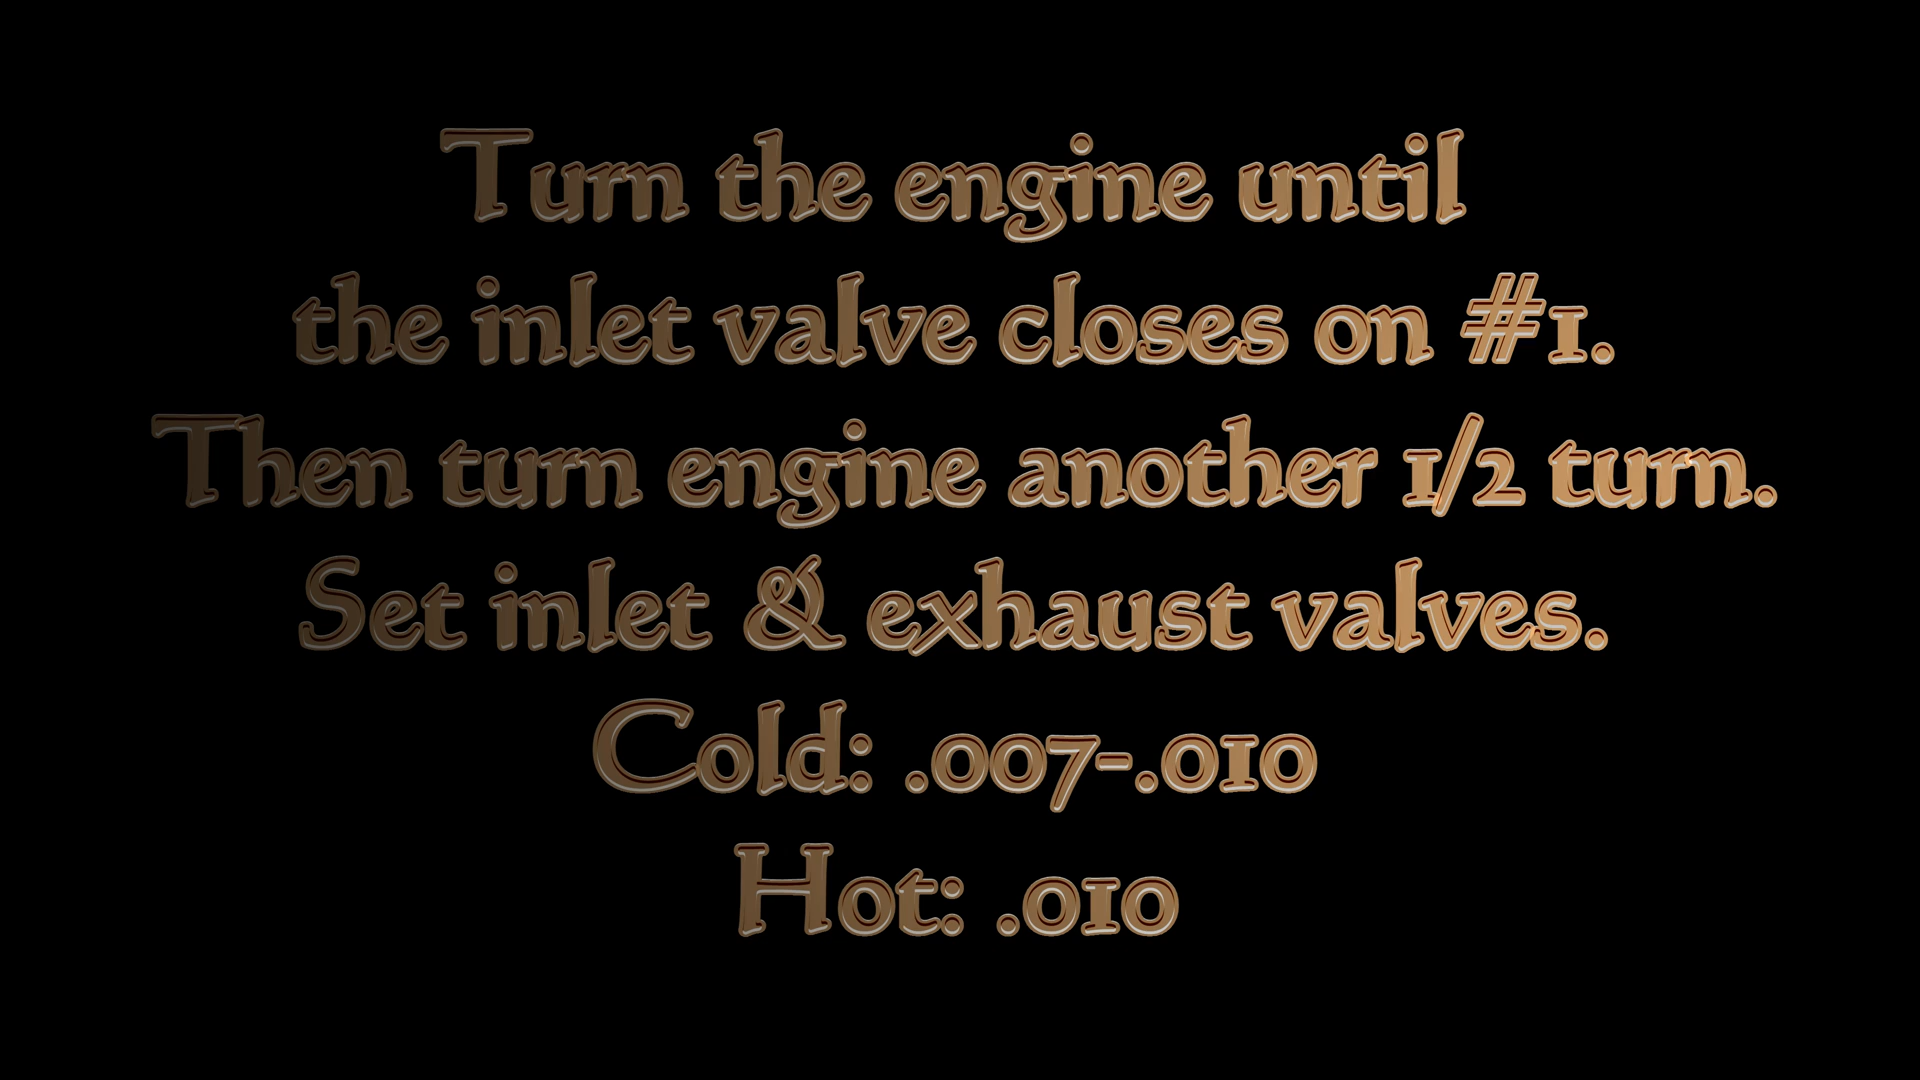 Turn the engine until
the inlet valve closes on #1.
Then turn engine another 1/2 turn.
Set inlet & exhaust valves.
Cold: .007-.010
Hot: .010